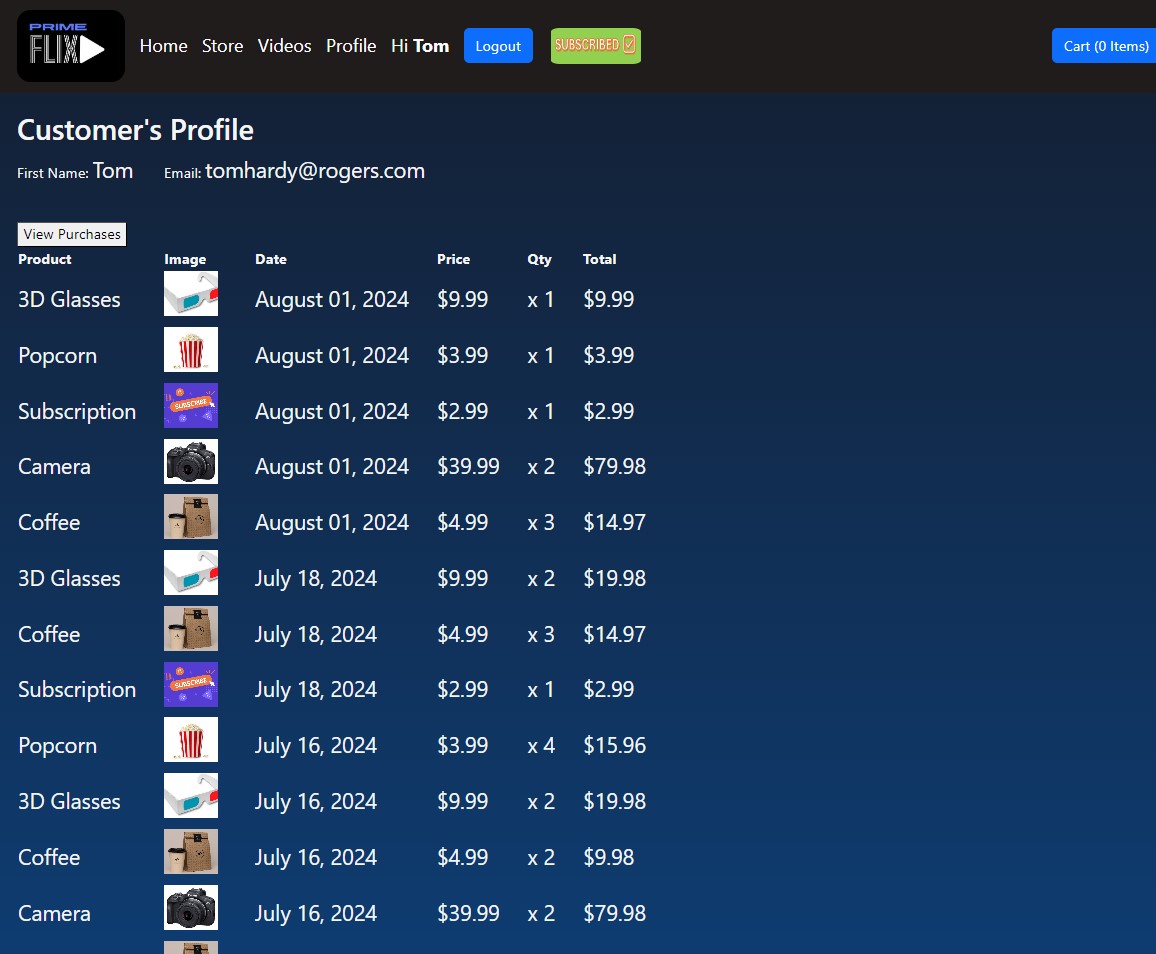 PRIME
FLIX
Home Store Videos Profile Hi Tom Logout SUBSCRIBED Cart (0 Items)
Customer's Profile
First Name: Tom Email: tomhardy@rogers.com
View Purchases
Product Image Date Price Qty Total
3D Glasses August 01, 2024 $9.99 x 1 $9.99
Popcorn August 01, 2024 $3.99 x 1 $3.99
Subscription SUBSCRIBE August 01, 2024 $2.99 x 1 $2.99
Camera August 01, 2024 $39.99 x 2 $79.98
Coffee August 01, 2024 $4.99 x 3 $14.97
3D Glasses July 18, 2024 $9.99 x 2 $19.98
Coffee July 18, 2024 $4.99 x 3 $14.97
Subscription SUBSCRIBE July 18, 2024 $2.99 x 1 $2.99
Popcorn July 16, 2024 $3.99 x 4 $15.96
3D Glasses July 16, 2024 $9.99 x 2 $19.98
Coffee July 16, 2024 $4.99 x 2 $9.98
Camera July 16, 2024 $39.99 x 2 $79.98